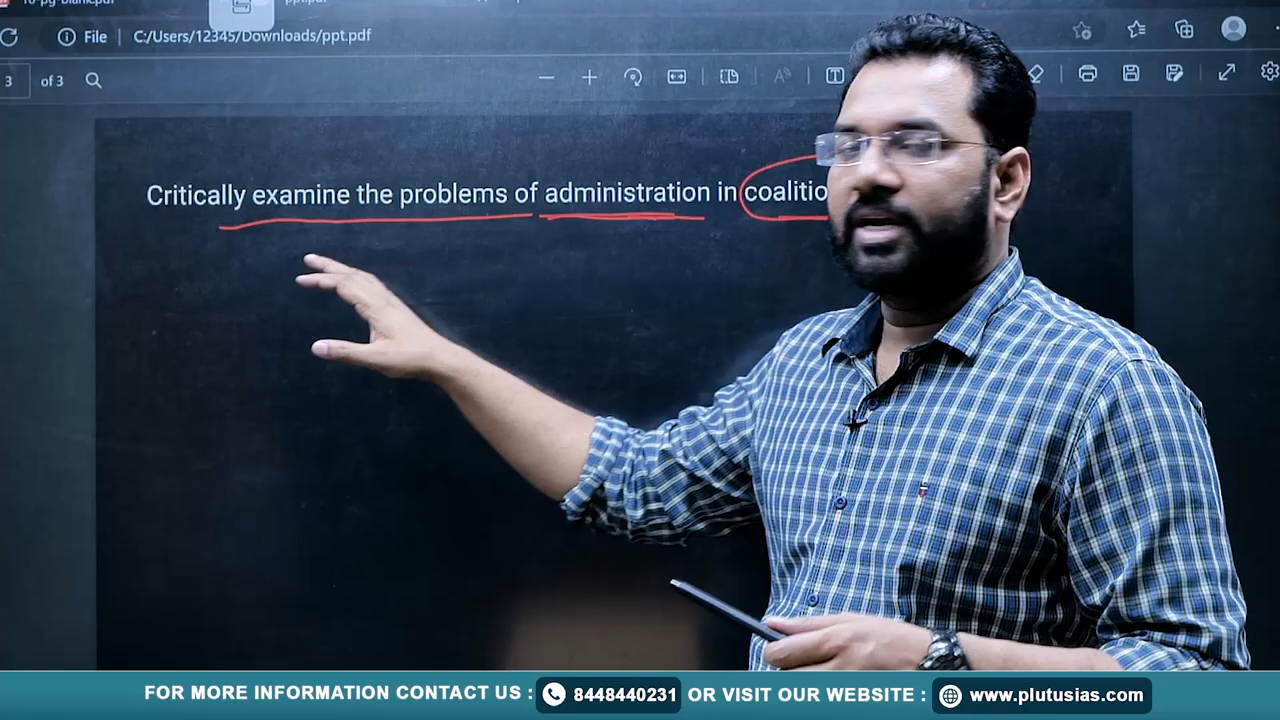 File C:/Users/12345/Downloads/ppt.pdf
3 of 3
Critically examine the problems of administration in coalitio
FOR MORE INFORMATION CONTACT US : 8448440231 OR VISIT OUR WEBSITE : www.plutusias.com